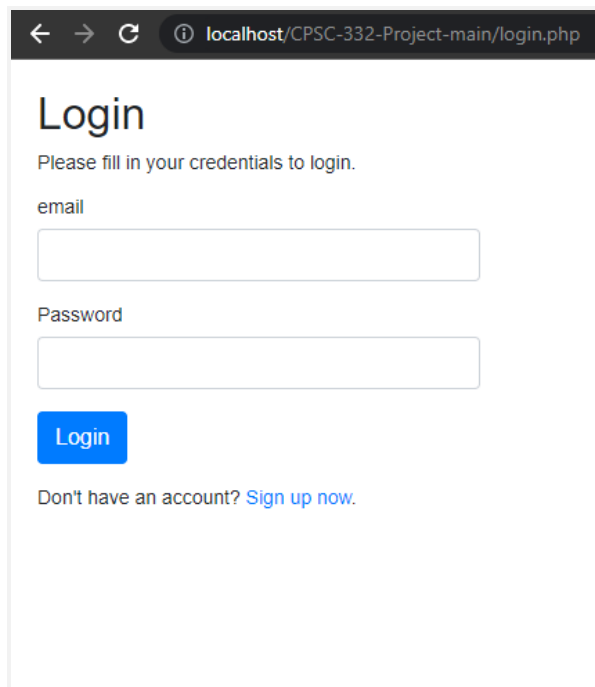 localhost/CPSC-332-Project-main/login.php
Login
Please fill in your credentials to login.
email
Password
Login
Don't have an account? Sign up now.